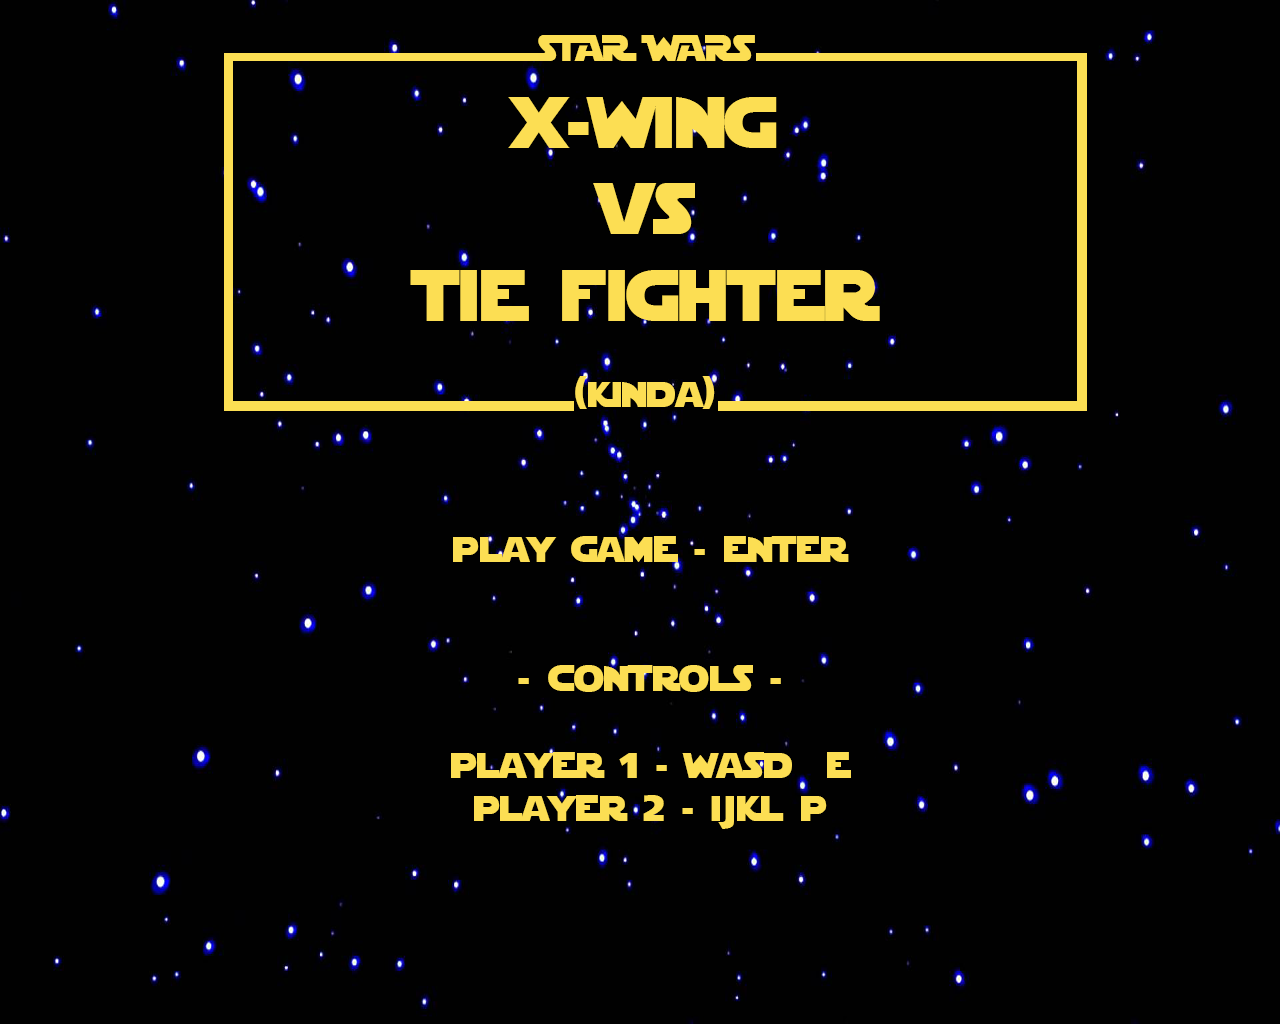 STAR WARS
X-WING
VS
TIE FIGHTER
(KINDA)
PLAY GAME - ENTER
- CONTROLS -
PLAYER 1 - WASD E
PLAYER 2 - IJKL P